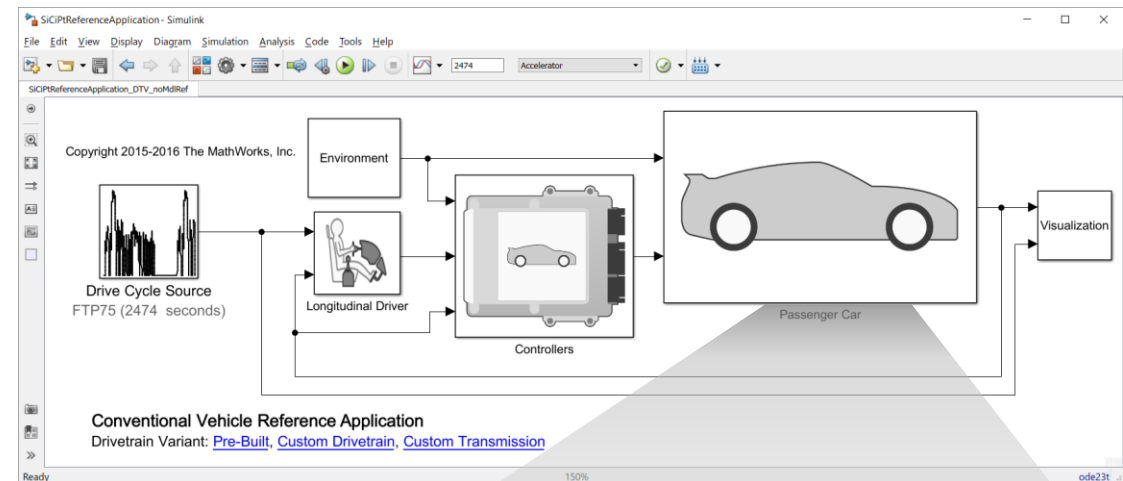 SiCiPtReferenceApplication - Simulink
File Edit View Display Diagram Simulation Analysis Code Tools Help
2474 Accelerator
SiCiPtReferenceApplication_DTV_noMdlRef
Copyright 2015-2016 The MathWorks, Inc.
Environment
Visualization
Drive Cycle Source
FTP75 (2474 seconds)
Longitudinal Driver
Passenger Car
Controllers
Conventional Vehicle Reference Application
Drivetrain Variant: Pre-Built, Custom Drivetrain, Custom Transmission
Ready 150% ode23t